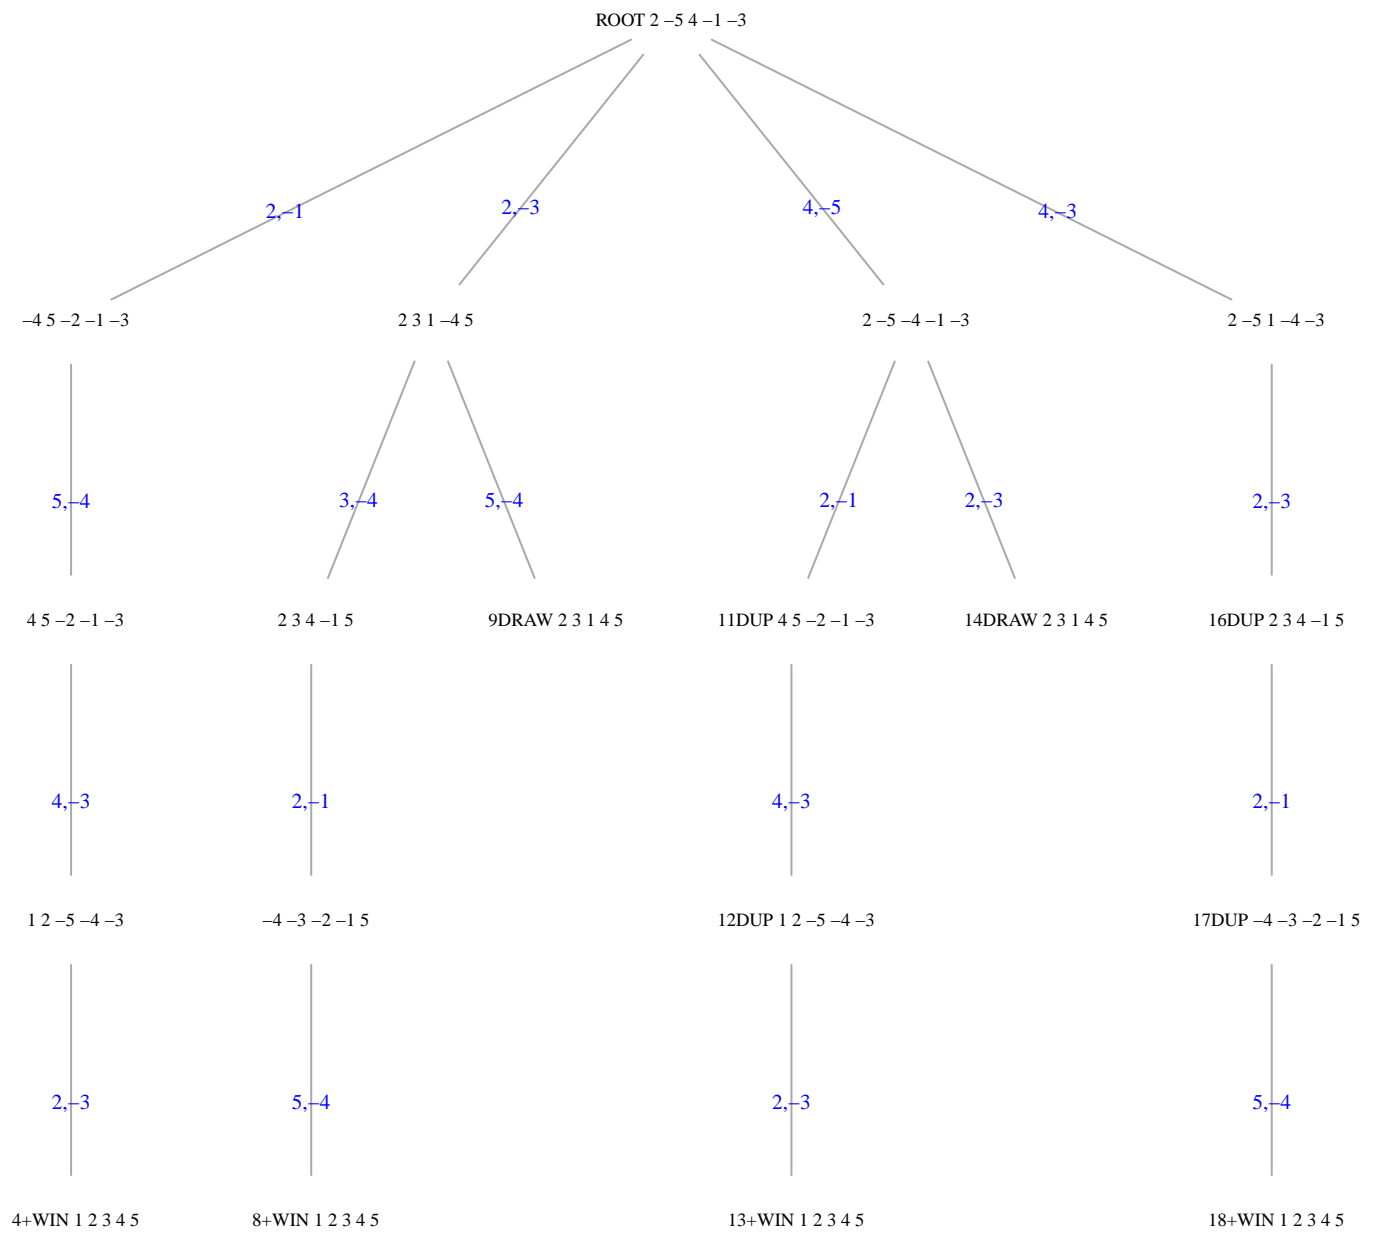 ROOT 2 –5 4 –1 –3
2,–1
2,–3
4,–5
4,–3
–4 5 –2 –1 –3
2 3 1 –4 5
2 –5 –4 –1 –3
2 –5 1 –4 –3
5,–4
3,–4
5,–4
2,–1
2,–3
2,–3
4 5 –2 –1 –3
2 3 4 –1 5
9DRAW 2 3 1 4 5
11DUP 4 5 –2 –1 –3
14DRAW 2 3 1 4 5
16DUP 2 3 4 –1 5
4,–3
2,–1
4,–3
2,–1
1 2 –5 –4 –3
–4 –3 –2 –1 5
12DUP 1 2 –5 –4 –3
17DUP –4 –3 –2 –1 5
2,–3
5,–4
2,–3
5,–4
4+WIN 1 2 3 4 5
8+WIN 1 2 3 4 5
13+WIN 1 2 3 4 5
18+WIN 1 2 3 4 5